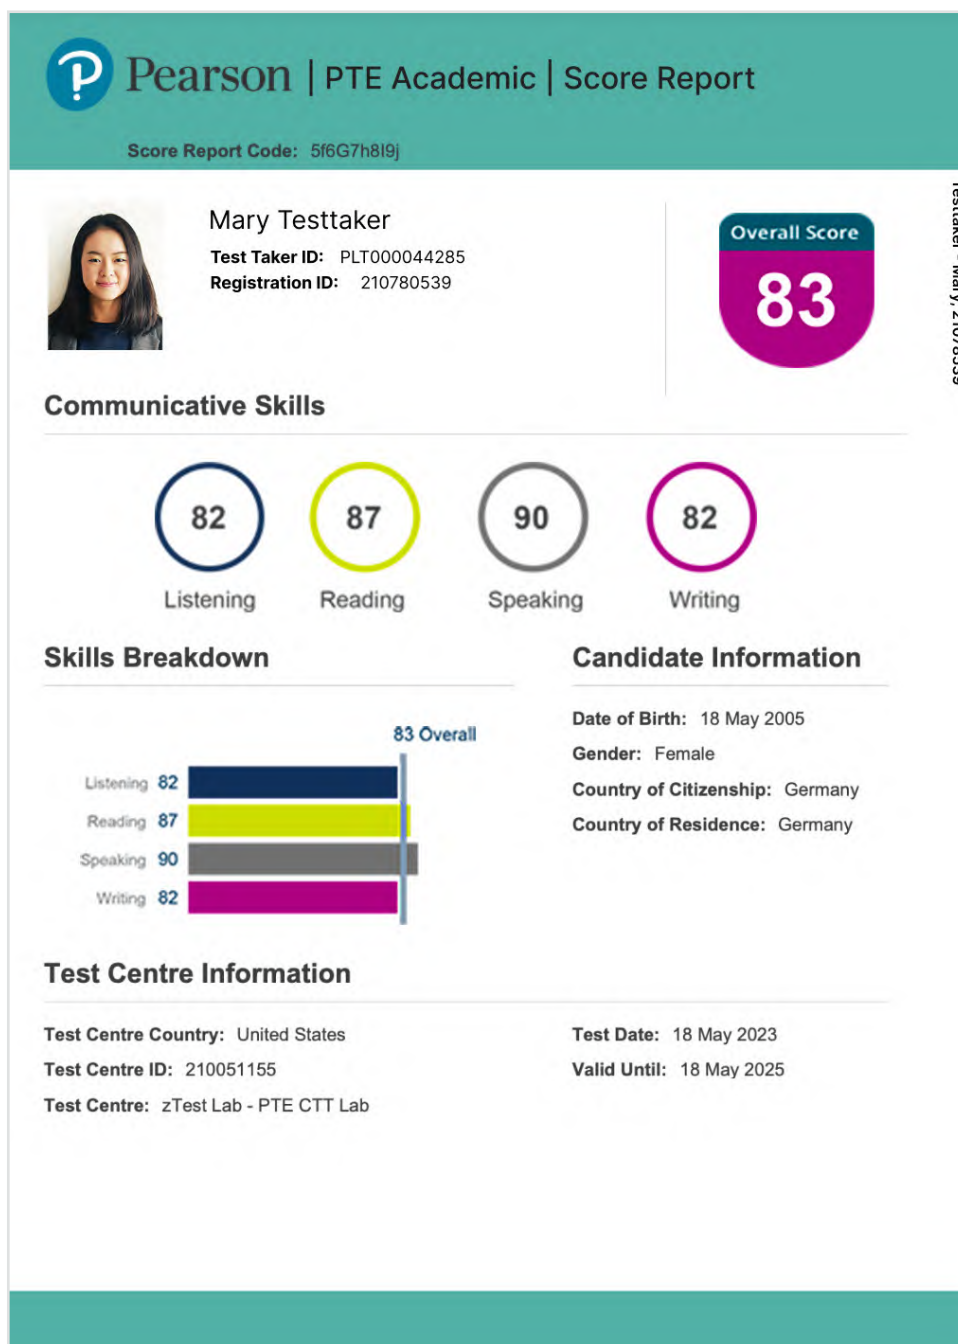 Pearson | PTE Academic | Score Report
Score Report Code: 5f6G7h8I9j
Mary Testtaker
Test Taker ID: PLT000044285
Registration ID: 210780539
Overall Score
83
Testtaker - Mary, 21078539
Communicative Skills
82 87 90 82
Listening Reading Speaking Writing
Skills Breakdown
83 Overall
Listening 82
Reading 87
Speaking 90
Writing 82
Candidate Information
Date of Birth: 18 May 2005
Gender: Female
Country of Citizenship: Germany
Country of Residence: Germany
Test Centre Information
Test Centre Country: United States
Test Centre ID: 210051155
Test Centre: zTest Lab - PTE CTT Lab
Test Date: 18 May 2023
Valid Until: 18 May 2025